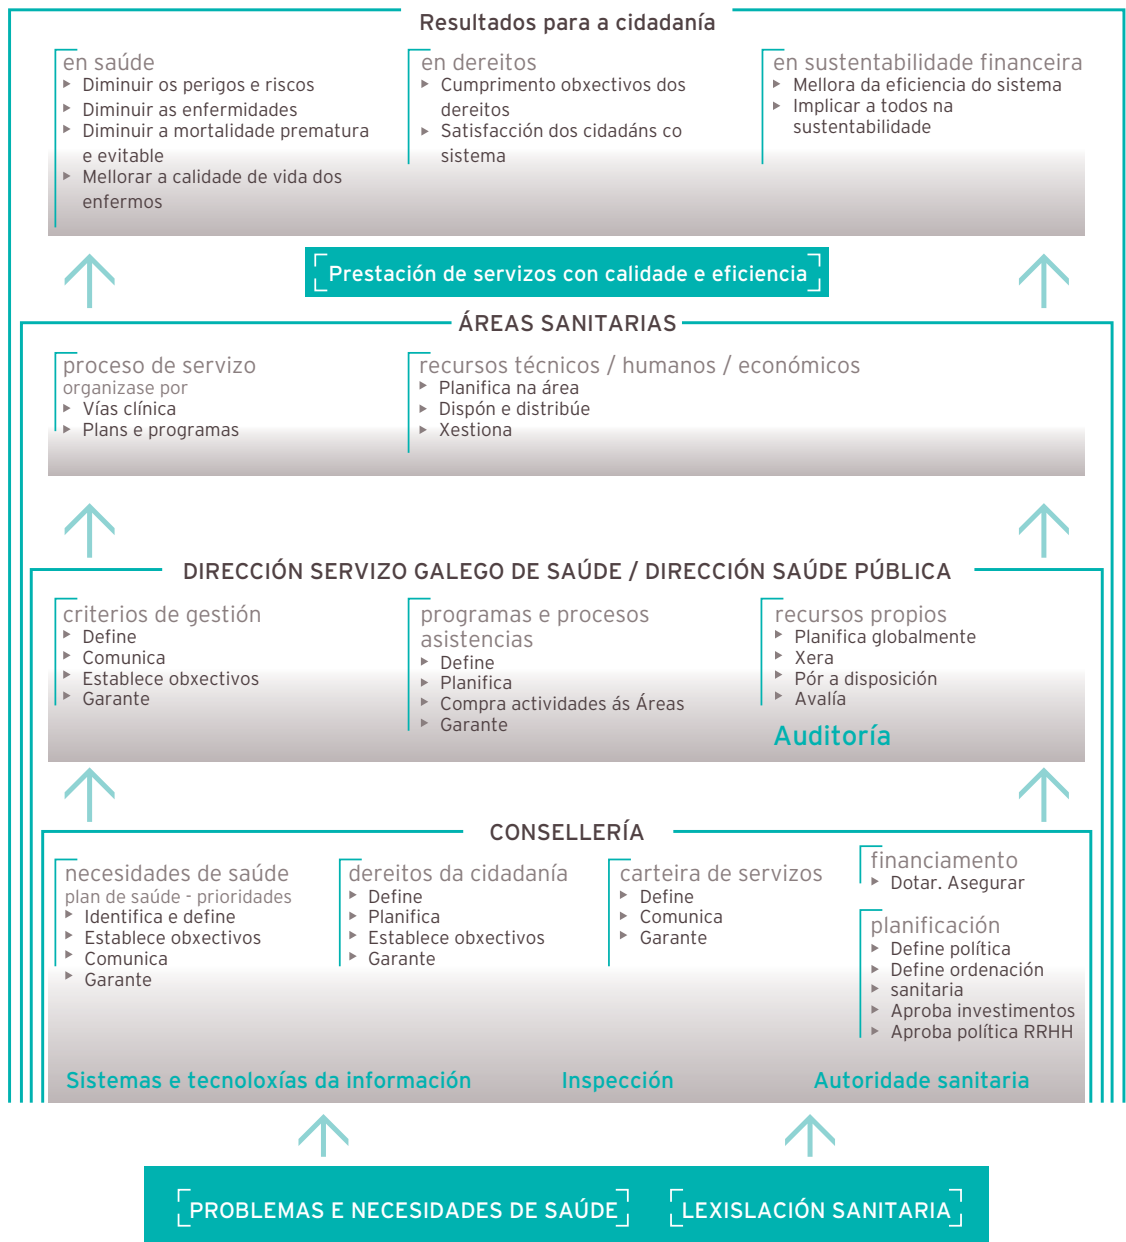 Resultados para a cidadanía
en saúde
Diminuir os perigos e riscos
Diminuir as enfermidades
Diminuir a mortalidade prematura
e evitable
Mellorar a calidade de vida dos
enfermos
en dereitos
Cumprimento obxectivos dos
dereitos
Satisfacción dos cidadáns co
sistema
en sustentabilidade financeira
Mellora da eficiencia do sistema
Implicar a todos na
sustentabilidade
Prestación de servizos con calidade e eficiencia
ÁREAS SANITARIAS
proceso de servizo
organizase por
Vías clínica
Plans e programas
recursos técnicos / humanos / económicos
Planifica na área
Dispón e distribúe
Xestiona
DIRECCIÓN SERVIZO GALEGO DE SAÚDE / DIRECCIÓN SAÚDE PÚBLICA
criterios de gestión
Define
Comunica
Establece obxectivos
Garante
programas e procesos
asistencias
Define
Planifica
Compra actividades ás Áreas
Garante
recursos propios
Planifica globalmente
Xera
Pór a disposición
Avalía
Auditoría
CONSELLERÍA
necesidades de saúde
plan de saúde - prioridades
Identifica e define
Establece obxectivos
Comunica
Garante
dereitos da cidadanía
Define
Planifica
Establece obxectivos
Garante
carteira de servizos
Define
Comunica
Garante
financiamento
Dotar. Asegurar
planificación
Define política
Define ordenación
sanitaria
Aproba investimentos
Aproba política RRHH
Sistemas e tecnoloxías da información
Inspección
Autoridade sanitaria
PROBLEMAS E NECESIDADES DE SAÚDE
LEXISLACIÓN SANITARIA